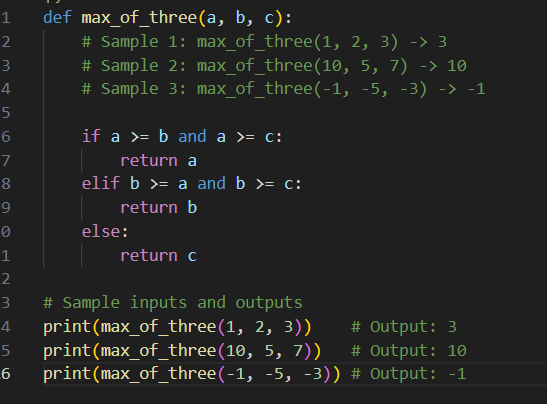 1 def max_of_three(a, b, c):
2     # Sample 1: max_of_three(1, 2, 3) -> 3
3     # Sample 2: max_of_three(10, 5, 7) -> 10
4     # Sample 3: max_of_three(-1, -5, -3) -> -1
5
6     if a >= b and a >= c:
7         return a
8     elif b >= a and b >= c:
9         return b
0     else:
1         return c
2
3 # Sample inputs and outputs
4 print(max_of_three(1, 2, 3))    # Output: 3
5 print(max_of_three(10, 5, 7))   # Output: 10
6 print(max_of_three(-1, -5, -3)) # Output: -1